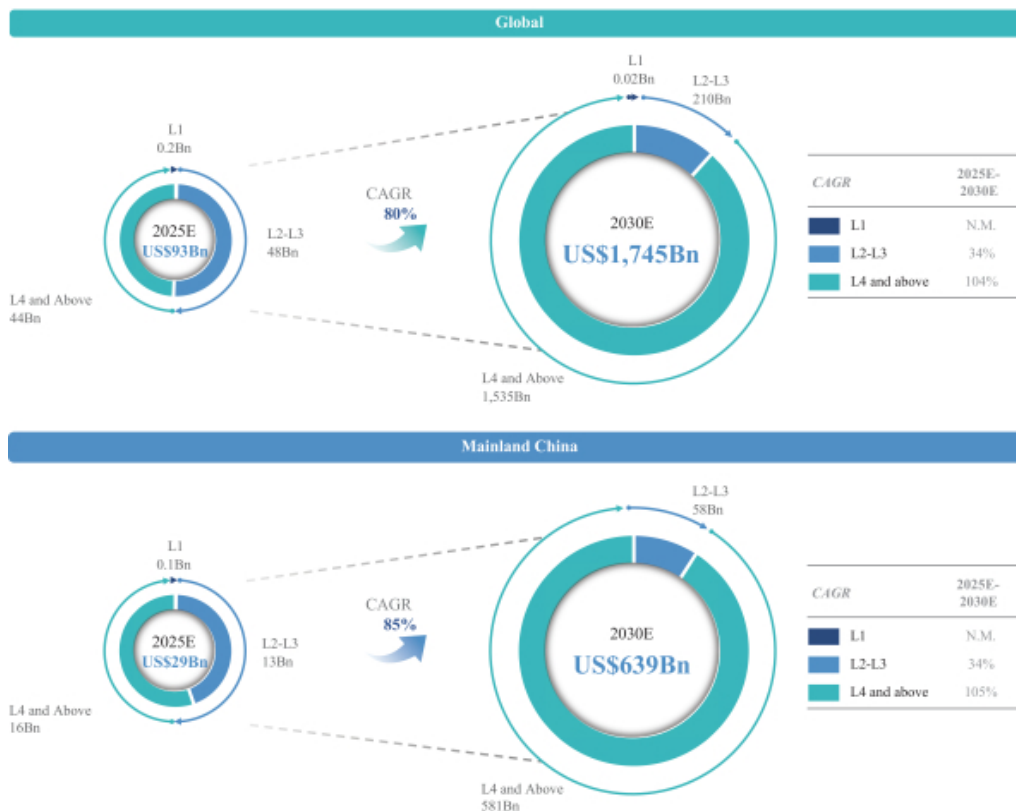 Global
L1
0.02Bn
L2-L3
210Bn
L1
0.2Bn
CAGR
80%
2025E
US$93Bn
L2-L3
48Bn
2030E
US$1,745Bn
L4 and Above
44Bn
L4 and Above
1,535Bn
CAGR 2025E-
2030E
L1 N.M.
L2-L3 34%
L4 and above 104%
Mainland China
L2-L3
58Bn
L1
0.1Bn
CAGR
85%
2025E
US$29Bn
L2-L3
13Bn
2030E
US$639Bn
L4 and Above
16Bn
L4 and Above
581Bn
CAGR 2025E-
2030E
L1 N.M.
L2-L3 34%
L4 and above 105%